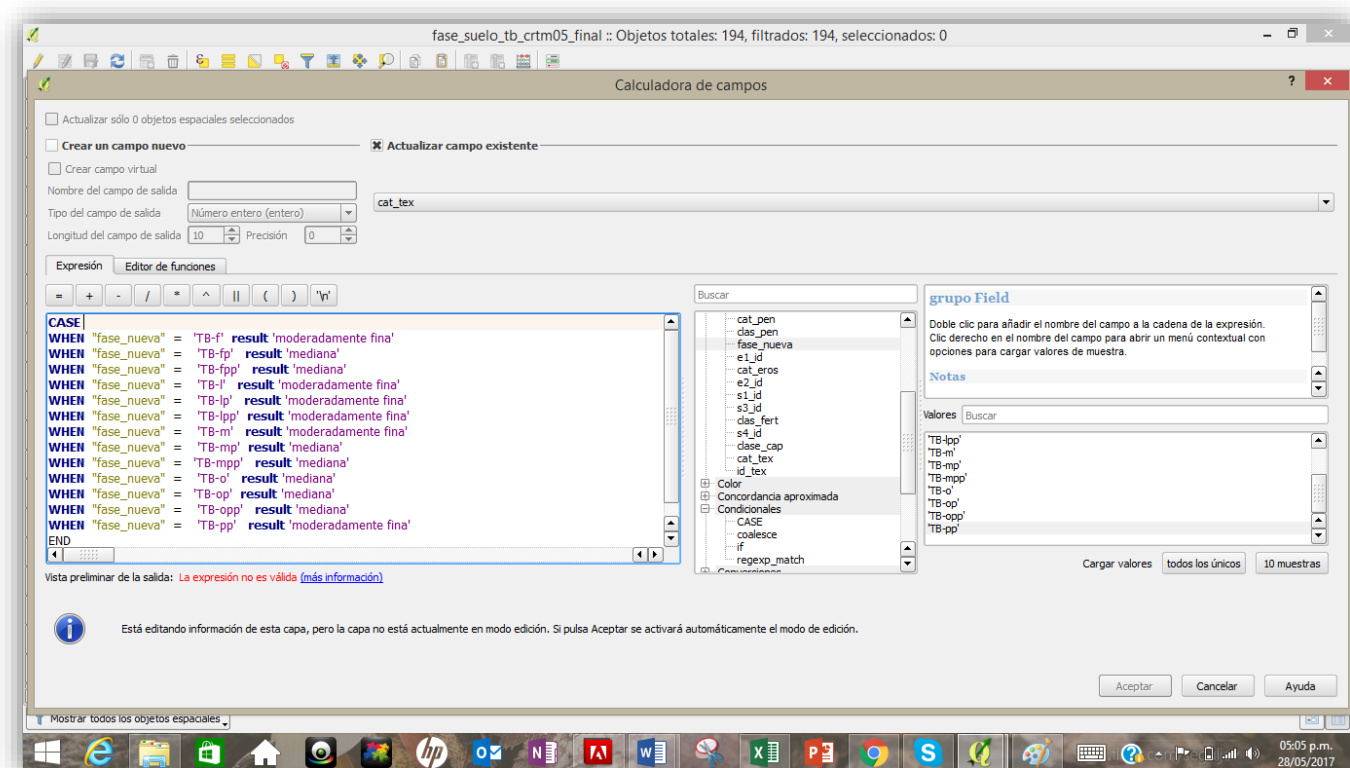 fase_suelo_tb_crtm05_final :: Objetos totales: 194, filtrados: 194, seleccionados: 0
Calculadora de campos
Actualizar sólo 0 objetos espaciales seleccionados
Crear un campo nuevo
Actualizar campo existente
Crear campo virtual
Nombre del campo de salida
cat_tex
Tipo del campo de salida Número entero (entero)
Longitud del campo de salida 10 Precisión 0
Expresión Editor de funciones
= + - / * ^ || ( ) '\n'
CASE
WHEN "fase_nueva" = 'TB-f' result 'moderadamente fina'
WHEN "fase_nueva" = 'TB-fp' result 'mediana'
WHEN "fase_nueva" = 'TB-fpp' result 'mediana'
WHEN "fase_nueva" = 'TB-l' result 'moderadamente fina'
WHEN "fase_nueva" = 'TB-lp' result 'moderadamente fina'
WHEN "fase_nueva" = 'TB-lpp' result 'moderadamente fina'
WHEN "fase_nueva" = 'TB-m' result 'moderadamente fina'
WHEN "fase_nueva" = 'TB-mp' result 'mediana'
WHEN "fase_nueva" = 'TB-mpp' result 'mediana'
WHEN "fase_nueva" = 'TB-o' result 'mediana'
WHEN "fase_nueva" = 'TB-op' result 'mediana'
WHEN "fase_nueva" = 'TB-opp' result 'mediana'
WHEN "fase_nueva" = 'TB-pp' result 'moderadamente fina'
END
Buscar
cat_pen
clas_pen
fase_nueva
e1_id
cat_eros
e2_id
s1_id
s3_id
clas_fert
s4_id
clase_cap
cat_tex
id_tex
Color
Concordancia aproximada
Condicionales
CASE
coalesce
if
regexp_match
Conversiones
grupo Field
Doble clic para añadir el nombre del campo a la cadena de la expresión.
Clic derecho en el nombre del campo para abrir un menú contextual con
opciones para cargar valores de muestra.
Notas
Valores Buscar
'TB-lpp'
'TB-m'
'TB-mp'
'TB-mpp'
'TB-o'
'TB-op'
'TB-opp'
'TB-pp'
Cargar valores todos los únicos 10 muestras
Vista preliminar de la salida: La expresión no es válida (más información)
Está editando información de esta capa, pero la capa no está actualmente en modo edición. Si pulsa Aceptar se activará automáticamente el modo de edición.
Aceptar Cancelar Ayuda
Mostrar todos los objetos espaciales
05:05 p.m.
28/05/2017